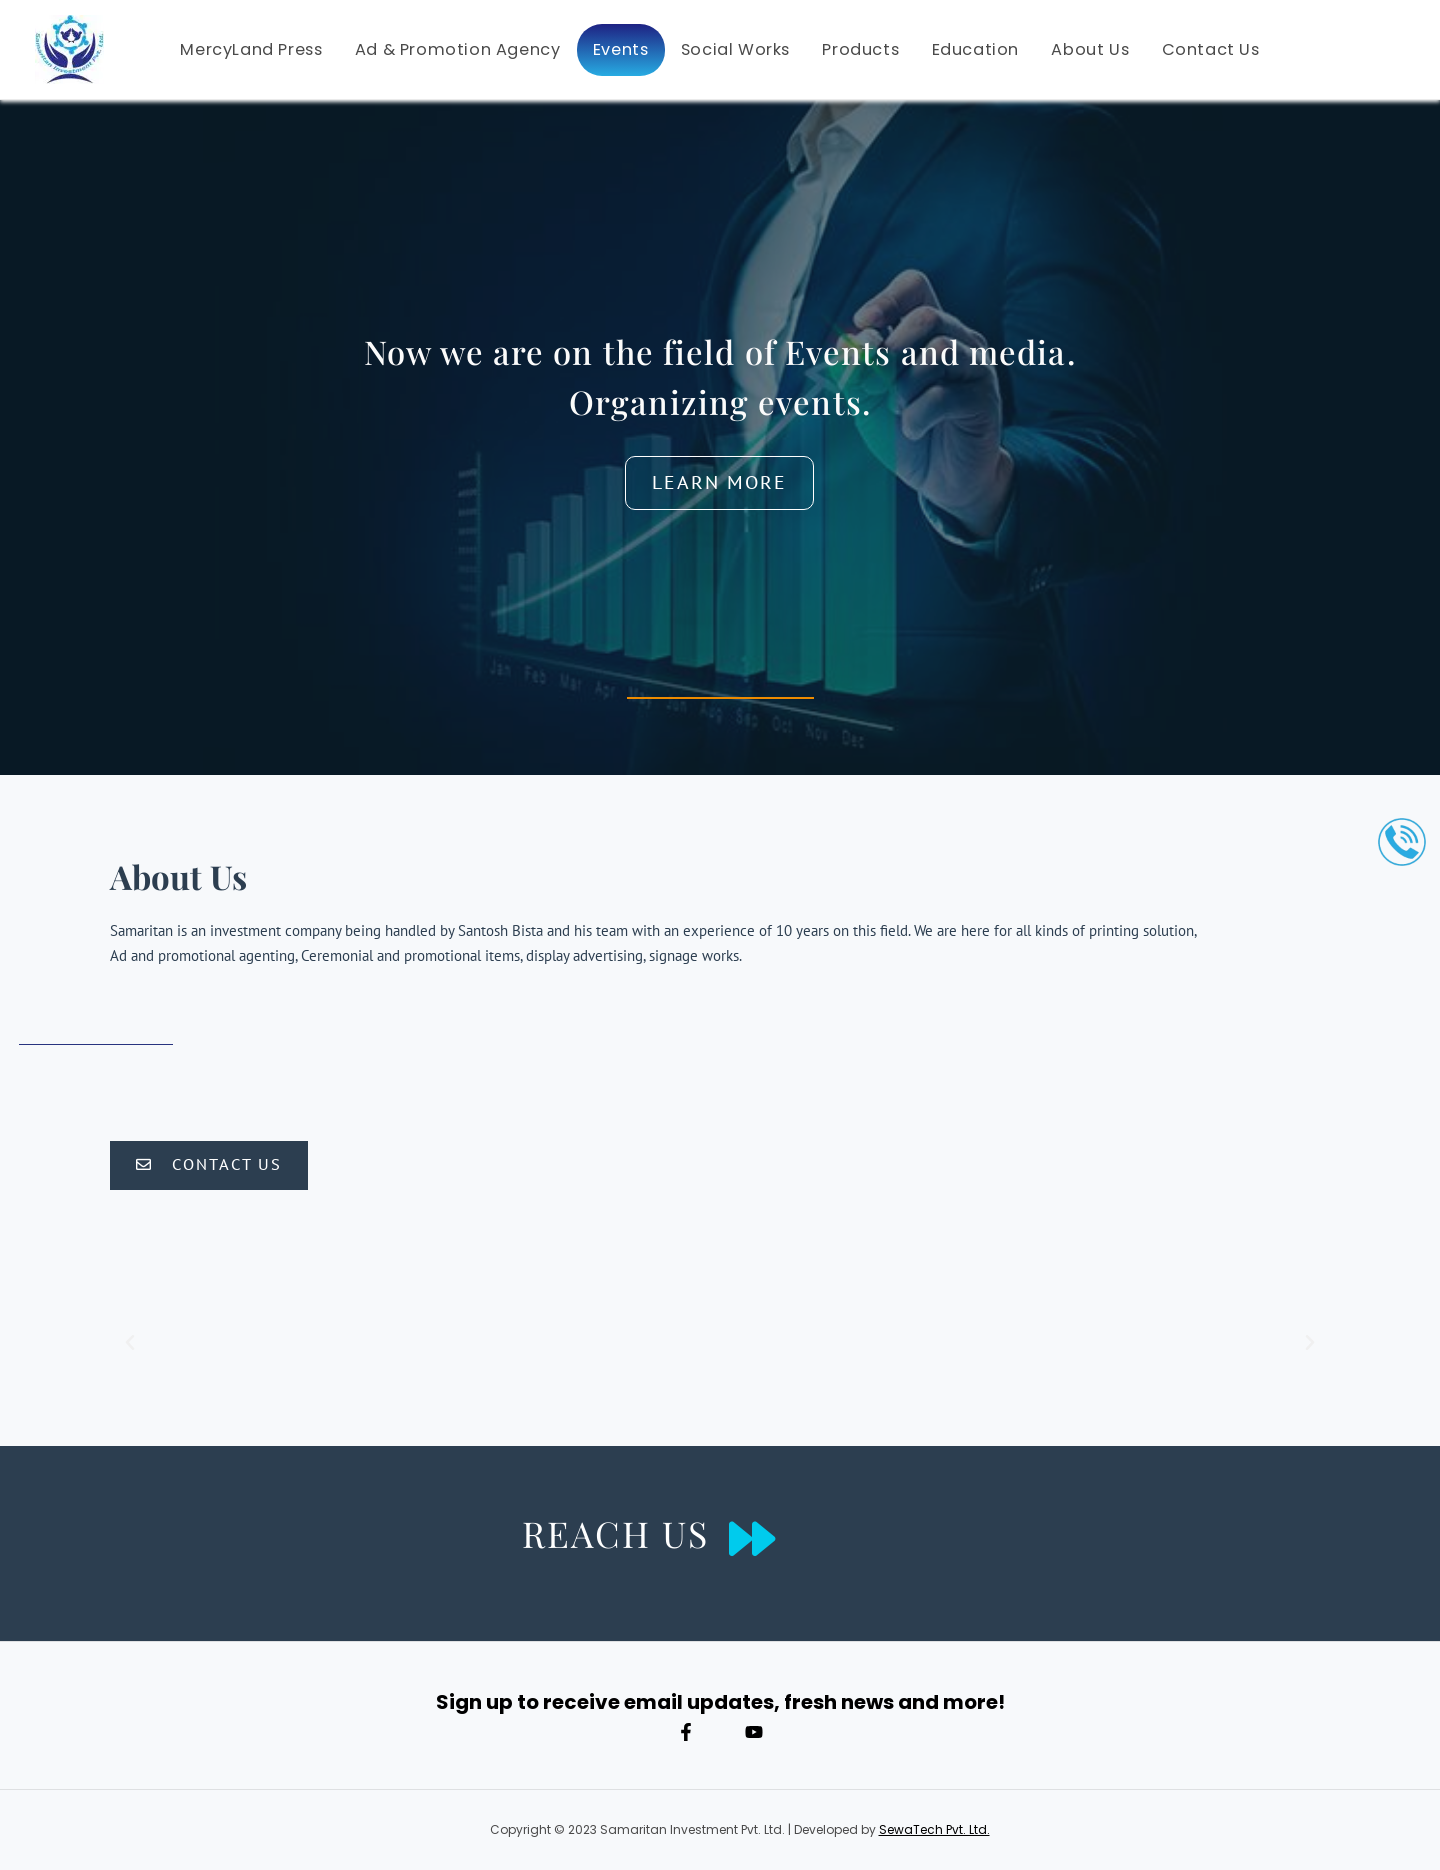 Samaritan Investment Pvt. Ltd.
MercyLand Press Ad & Promotion Agency Events Social Works Products Education About Us Contact Us
Now we are on the field of Events and media.
Organizing events.
LEARN MORE
Jan Feb Mar Apr May Jun Aug Sep Oct Nov Dec
About Us
Samaritan is an investment company being handled by Santosh Bista and his team with an experience of 10 years on this field. We are here for all kinds of printing solution,
Ad and promotional agenting, Ceremonial and promotional items, display advertising, signage works.
CONTACT US
REACH US
Sign up to receive email updates, fresh news and more!
Copyright © 2023 Samaritan Investment Pvt. Ltd. | Developed by SewaTech Pvt. Ltd.